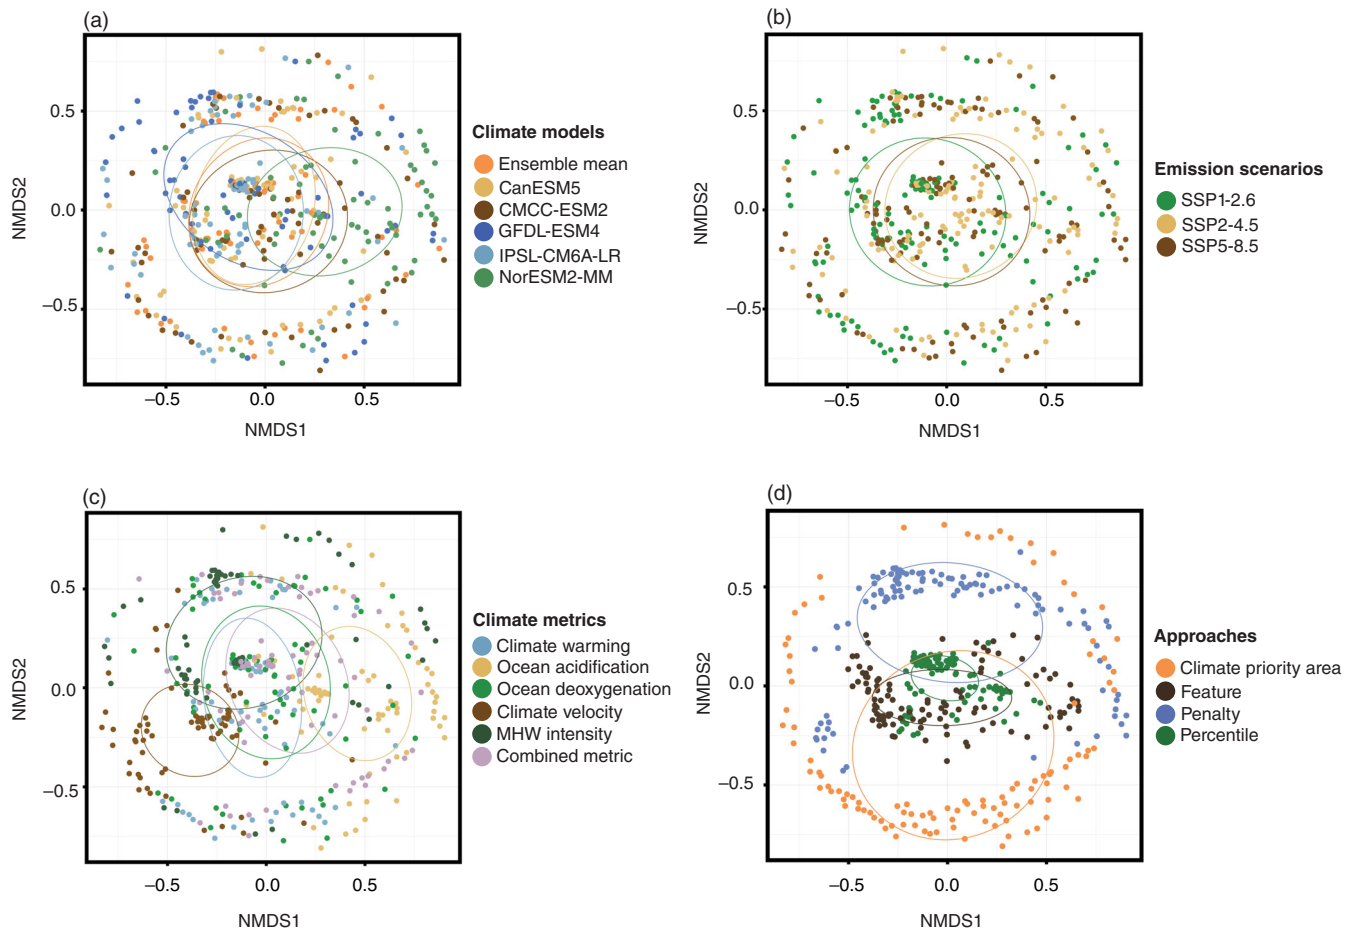 (a)
0.5
0.0
−0.5
NMDS2
−0.5
0.0
0.5
NMDS1
Climate models
Ensemble mean
CanESM5
CMCC-ESM2
GFDL-ESM4
IPSL-CM6A-LR
NorESM2-MM
(b)
0.5
0.0
−0.5
NMDS2
−0.5
0.0
0.5
NMDS1
Emission scenarios
SSP1-2.6
SSP2-4.5
SSP5-8.5
(c)
0.5
0.0
−0.5
NMDS2
−0.5
0.0
0.5
NMDS1
Climate metrics
Climate warming
Ocean acidification
Ocean deoxygenation
Climate velocity
MHW intensity
Combined metric
(d)
0.5
0.0
−0.5
NMDS2
−0.5
0.0
0.5
NMDS1
Approaches
Climate priority area
Feature
Penalty
Percentile